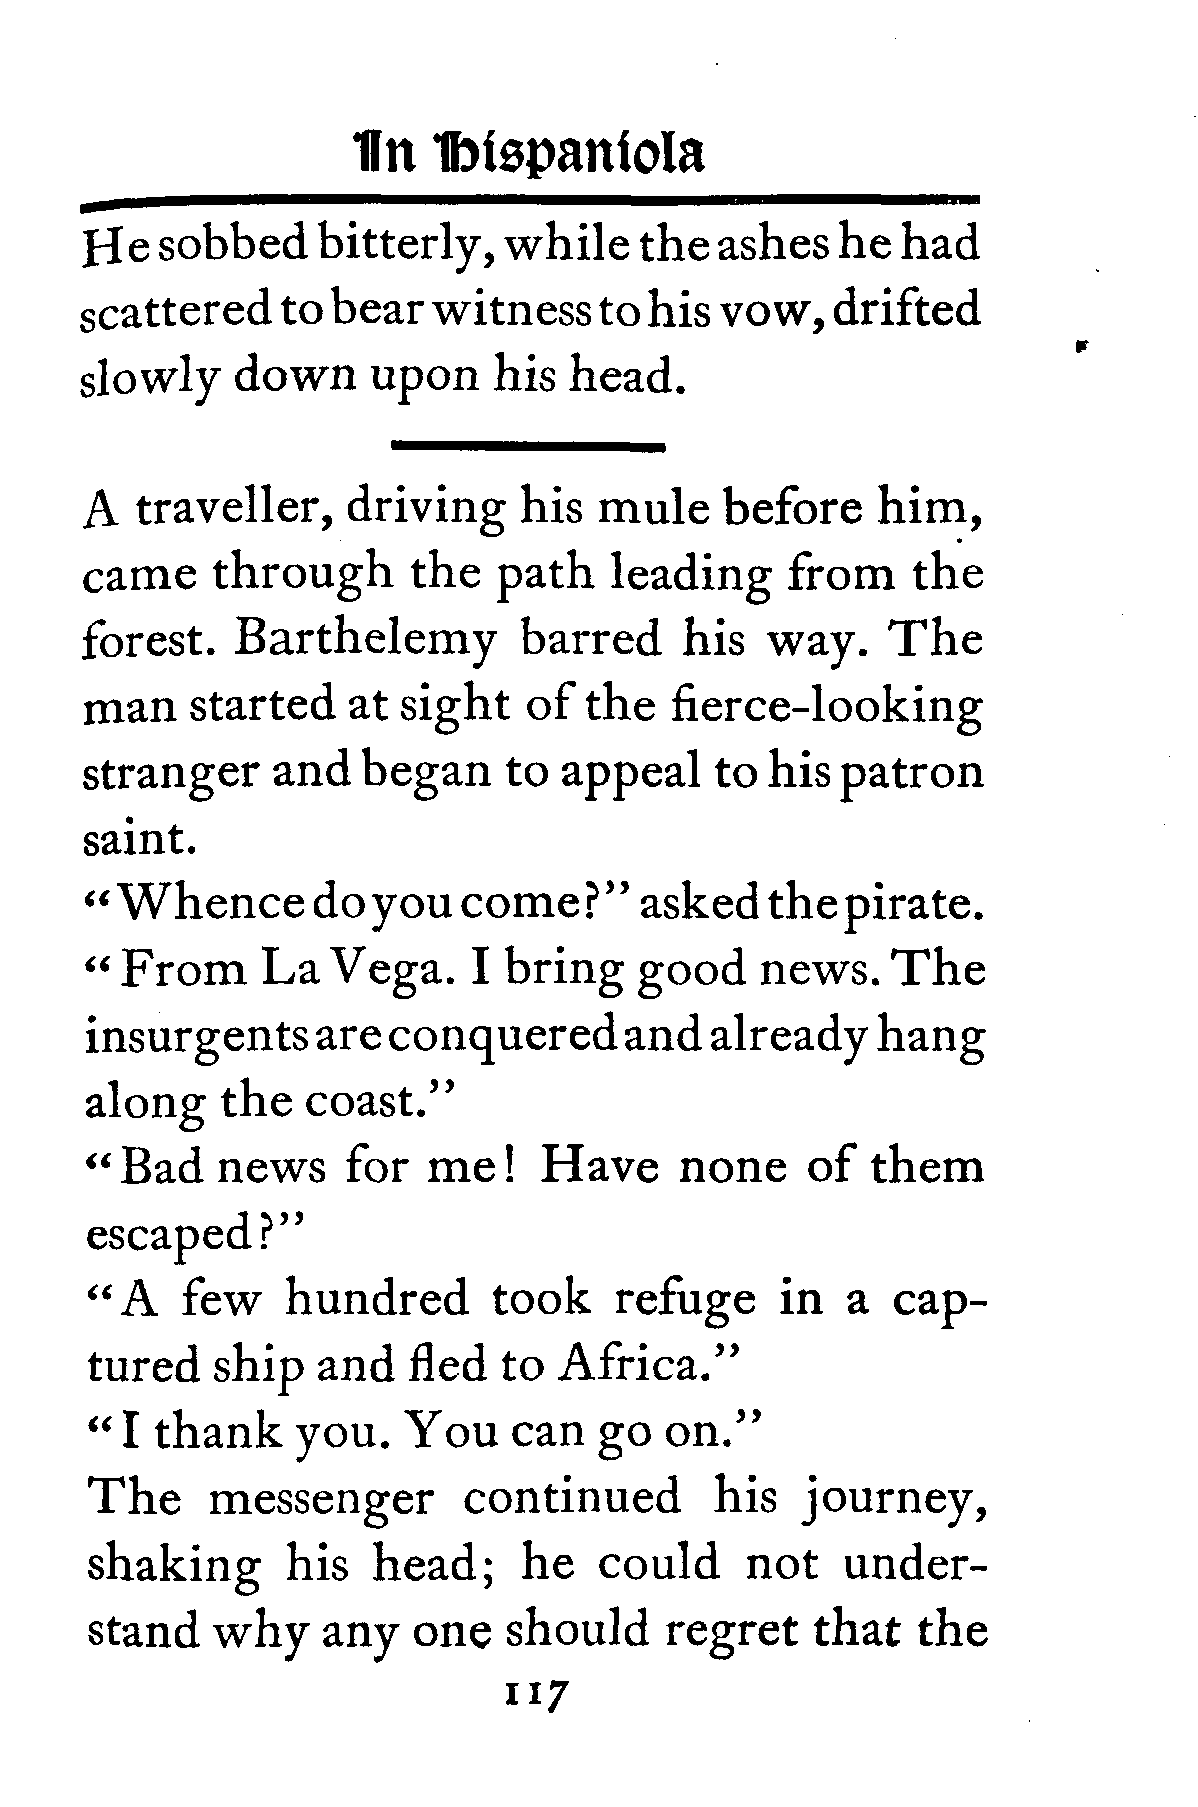 In Hispaniola
He sobbed bitterly, while the ashes he had
scattered to bear witness to his vow, drifted
slowly down upon his head.
A traveller, driving his mule before him,
came through the path leading from the
forest. Barthelemy barred his way. The
man started at sight of the fierce-looking
stranger and began to appeal to his patron
saint.
“Whence do you come?” asked the pirate.
“From La Vega. I bring good news. The
insurgents are conquered and already hang
along the coast.”
“Bad news for me! Have none of them
escaped?”
“A few hundred took refuge in a cap-
tured ship and fled to Africa.”
“I thank you. You can go on.”
The messenger continued his journey,
shaking his head; he could not under-
stand why any one should regret that the
117